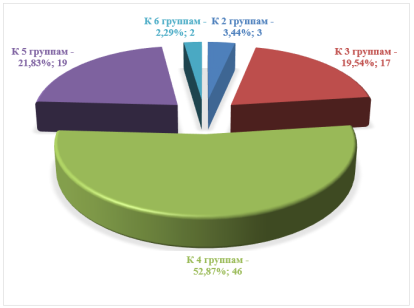 К 6 группам -
2,29%; 2
К 2 группам -
3,44%; 3
К 3 группам -
19,54%; 17
К 5 группам -
21,83%; 19
К 4 группам -
52,87%; 46